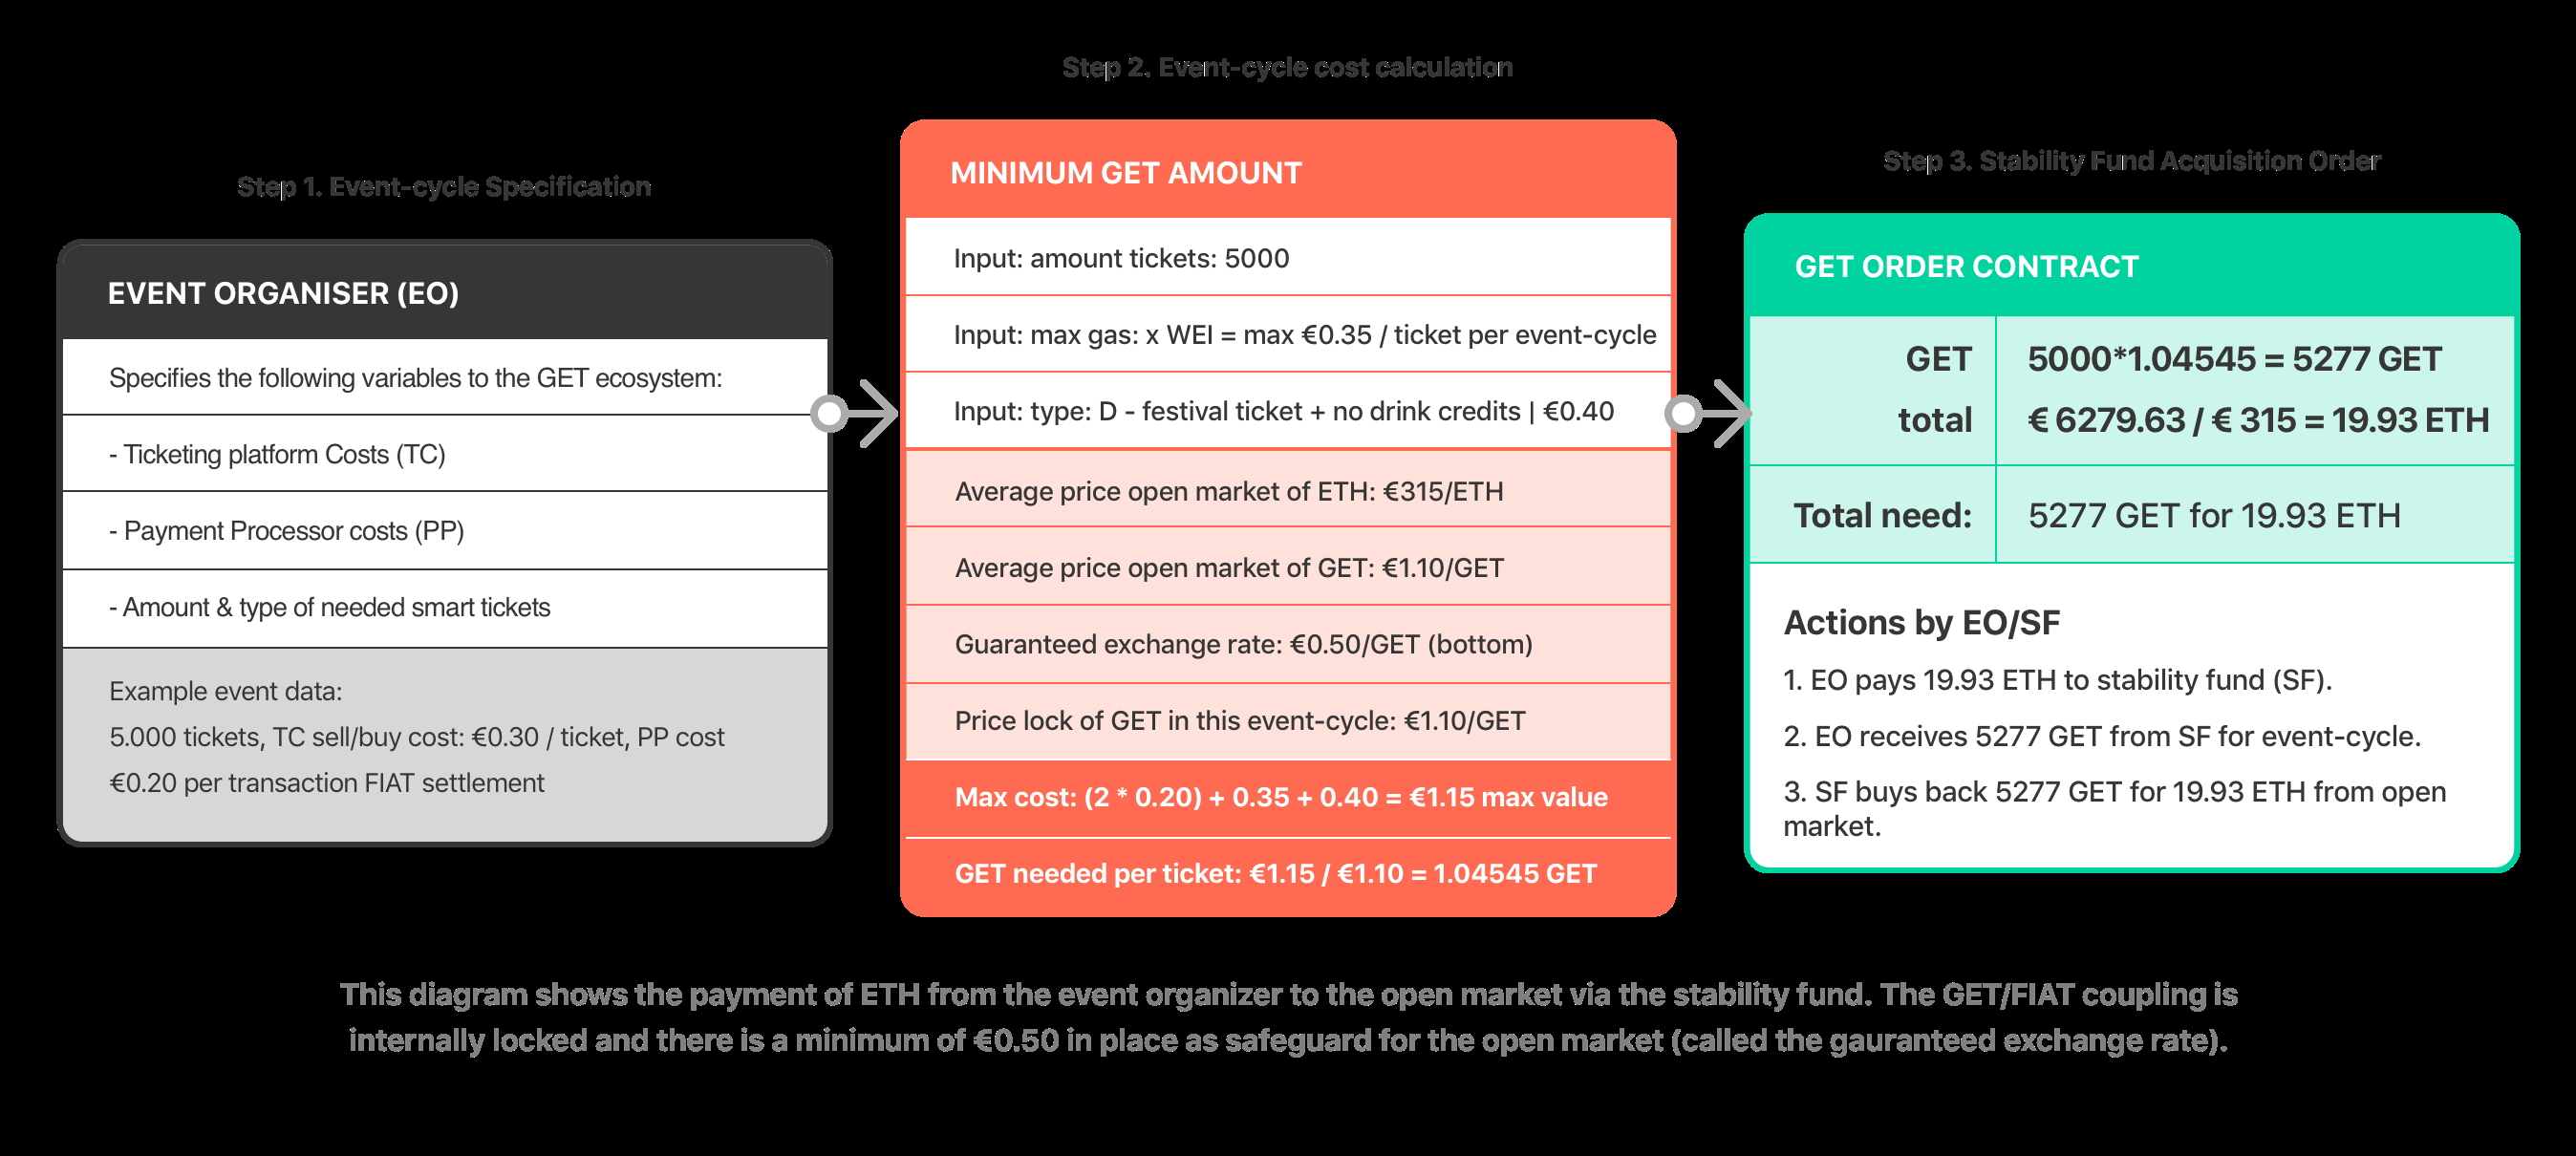 Step 1. Event-cycle Specification
EVENT ORGANISER (EO)
Specifies the following variables to the GET ecosystem:
- Ticketing platform Costs (TC)
- Payment Processor costs (PP)
- Amount & type of needed smart tickets
Example event data:
5.000 tickets, TC sell/buy cost: €0.30 / ticket, PP cost
€0.20 per transaction FIAT settlement
Step 2. Event-cycle cost calculation
MINIMUM GET AMOUNT
Input: amount tickets: 5000
Input: max gas: x WEI = max €0.35 / ticket per event-cycle
Input: type: D - festival ticket + no drink credits | €0.40
Average price open market of ETH: €315/ETH
Average price open market of GET: €1.10/GET
Guaranteed exchange rate: €0.50/GET (bottom)
Price lock of GET in this event-cycle: €1.10/GET
Max cost: (2 * 0.20) + 0.35 + 0.40 = €1.15 max value
GET needed per ticket: €1.15 / €1.10 = 1.04545 GET
Step 3. Stability Fund Acquisition Order
GET ORDER CONTRACT
GET 5000*1.04545 = 5277 GET
total € 6279.63 / € 315 = 19.93 ETH
Total need: 5277 GET for 19.93 ETH
Actions by EO/SF
1. EO pays 19.93 ETH to stability fund (SF).
2. EO receives 5277 GET from SF for event-cycle.
3. SF buys back 5277 GET for 19.93 ETH from open
market.
This diagram shows the payment of ETH from the event organizer to the open market via the stability fund. The GET/FIAT coupling is
internally locked and there is a minimum of €0.50 in place as safeguard for the open market (called the gauranteed exchange rate).